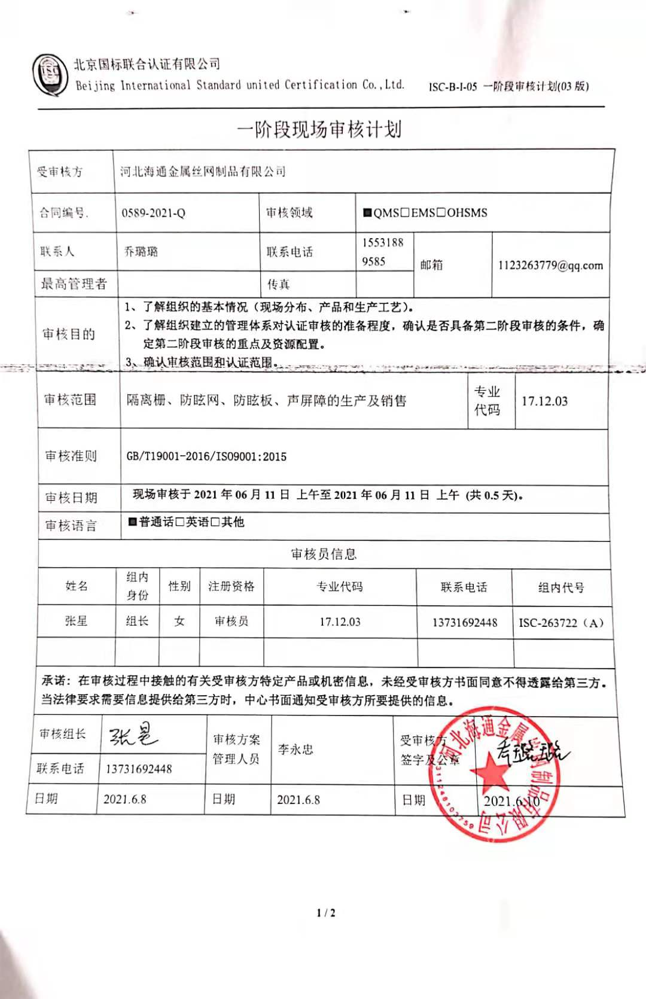 北京国标联合认证有限公司
Beijing International Standard united Certification Co.,Ltd.
ISC-B-I-05 一阶段审核计划(03 版)
一阶段现场审核计划
受审核方 河北海通金属丝网制品有限公司
合同编号. 0589-2021-Q 审核领域 ■QMS□EMS□OHSMS
联系人 乔璐璐 联系电话 1553188
9585 邮箱 1123263779@qq.com
最高管理者 传真
审核目的
1、了解组织的基本情况（现场分布、产品和生产工艺）。
2、了解组织建立的管理体系对认证审核的准备程度，确认是否具备第二阶段审核的条件，确
定第二阶段审核的重点及资源配置。
3、确认审核范围和认证范围。
审核范围 隔离栅、防眩网、防眩板、声屏障的生产及销售 专业
代码 17.12.03
审核准则 GB/T19001-2016/ISO9001:2015
审核日期 现场审核于 2021 年 06 月 11 日 上午至 2021 年 06 月 11 日 上午 (共 0.5 天)。
审核语言 ■普通话□英语□其他
审核员信息
姓名 组内
身份 性别 注册资格 专业代码 联系电话 组内代号
张星 组长 女 审核员 17.12.03 13731692448 ISC-263722（A）
承诺：在审核过程中接触的有关受审核方特定产品或机密信息，未经受审核方书面同意不得透露给第三方。
当法律要求需要信息提供给第三方时，中心书面通知受审核方所要提供的信息。
审核组长 张星 审核方案
管理人员 李永忠 受审核方
签字及公章 乔璐璐
联系电话 13731692448
日期 2021.6.8 日期 2021.6.8 日期 2021.6.10
河北海通金属丝网制品有限公司
1 / 2